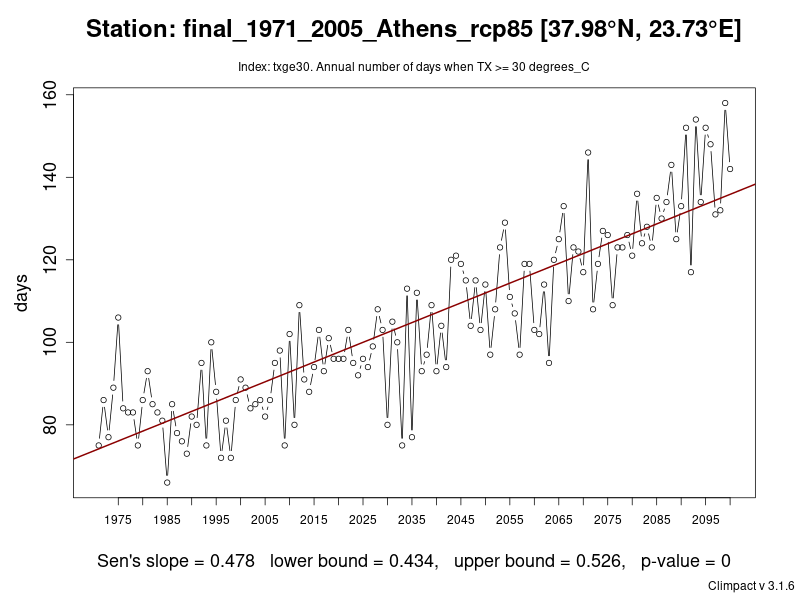 Station: final_1971_2005_Athens_rcp85 [37.98°N, 23.73°E]
Index: txge30. Annual number of days when TX >= 30 degrees_C
160
140
120
100
80
days
1975 1985 1995 2005 2015 2025 2035 2045 2055 2065 2075 2085 2095
Sen's slope = 0.478 lower bound = 0.434, upper bound = 0.526, p-value = 0
Climpact v 3.1.6